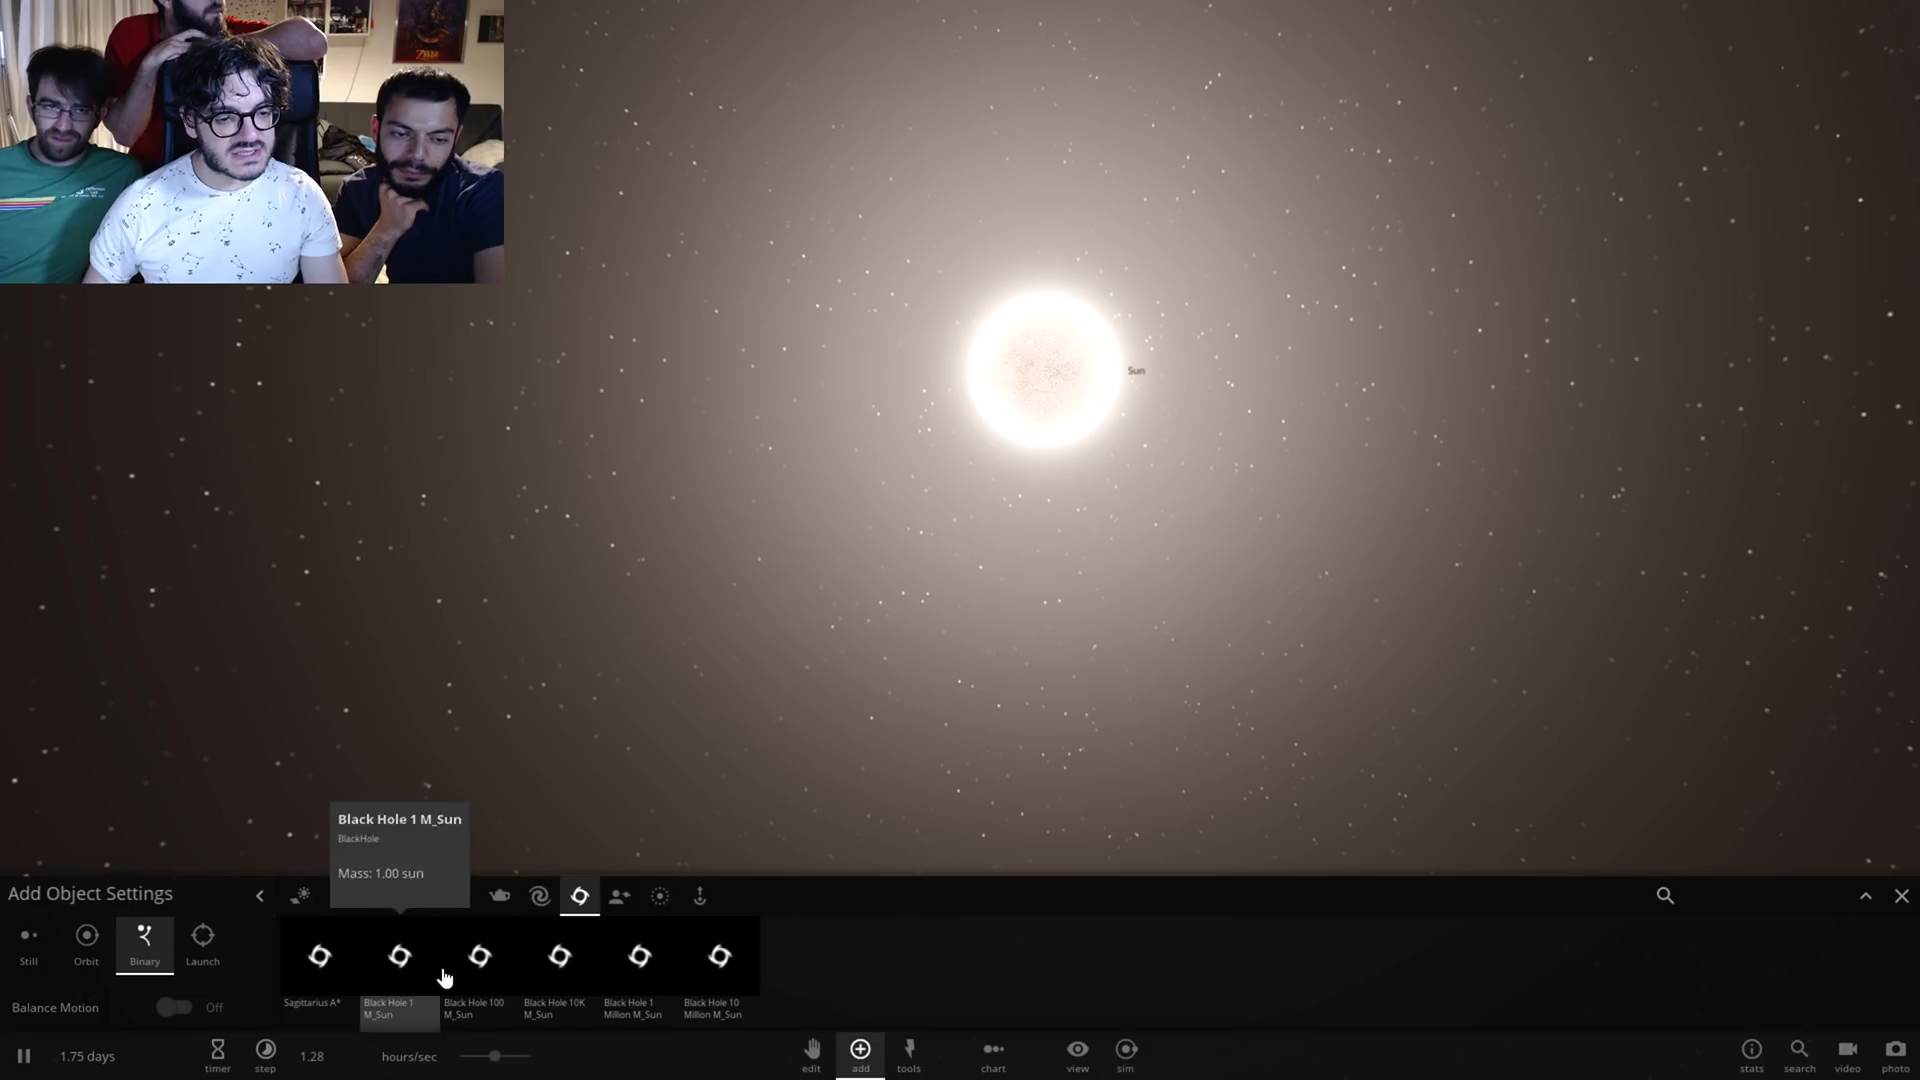 ZELDA
Sun
Black Hole 1 M_Sun
BlackHole
Mass: 1.00 sun
Add Object Settings
Still
Orbit
Binary
Launch
Balance Motion
Off
Sagittarius A*
Black Hole 1
M_Sun
Black Hole 100
M_Sun
Black Hole 10K
M_Sun
Black Hole 1
Million M_Sun
Black Hole 10
Million M_Sun
1.75 days
timer
step
1.28
hours/sec
edit
add
tools
chart
view
sim
stats
search
video
photo